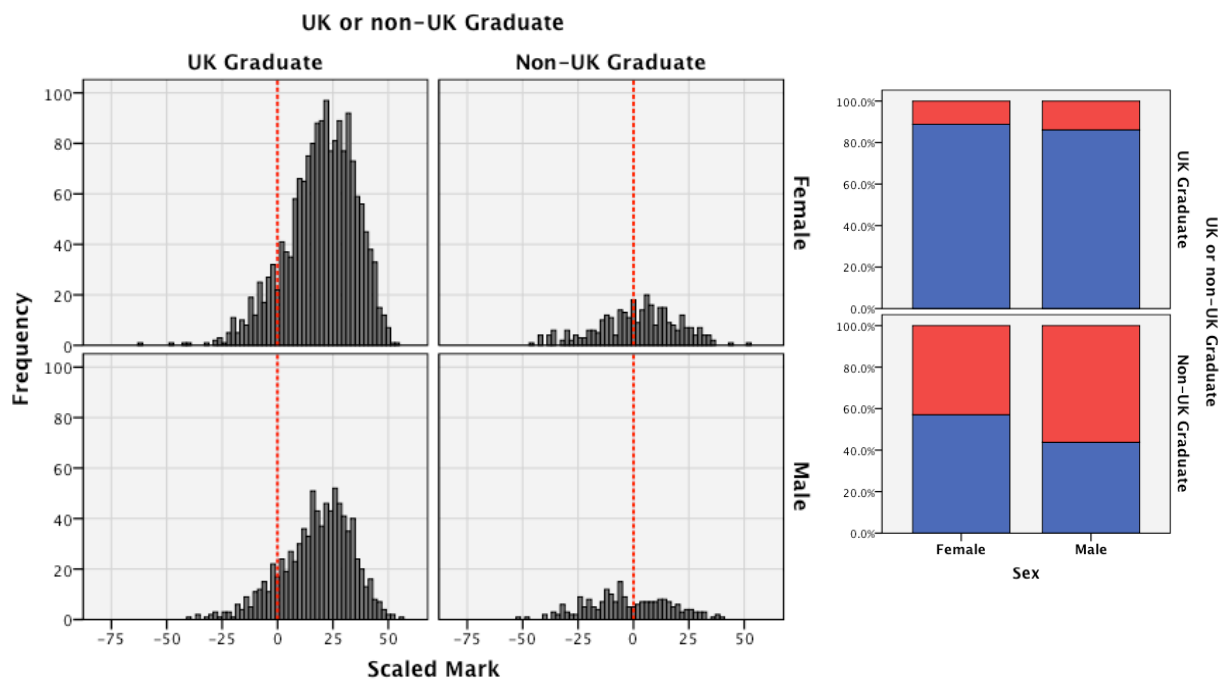 UK or non-UK Graduate
UK Graduate
Non-UK Graduate
Frequency
100
80
60
40
20
0
Female
100
80
60
40
20
0
Male
-75
-50
-25
0
25
50
-75
-50
-25
0
25
50
Scaled Mark
100.0%
80.0%
60.0%
40.0%
20.0%
0.0%
UK Graduate
100.0%
80.0%
60.0%
40.0%
20.0%
0.0%
Non-UK Graduate
UK or non-UK Graduate
Female
Male
Sex